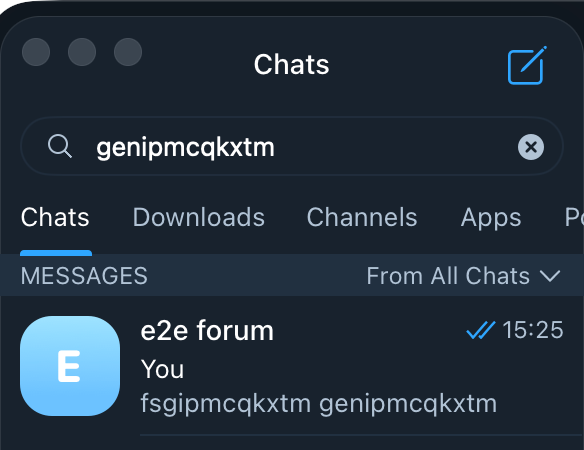 Chats
genipmcqkxtm
Chats Downloads Channels Apps
MESSAGES From All Chats
E
e2e forum 15:25
You
fsgipmcqkxtm genipmcqkxtm